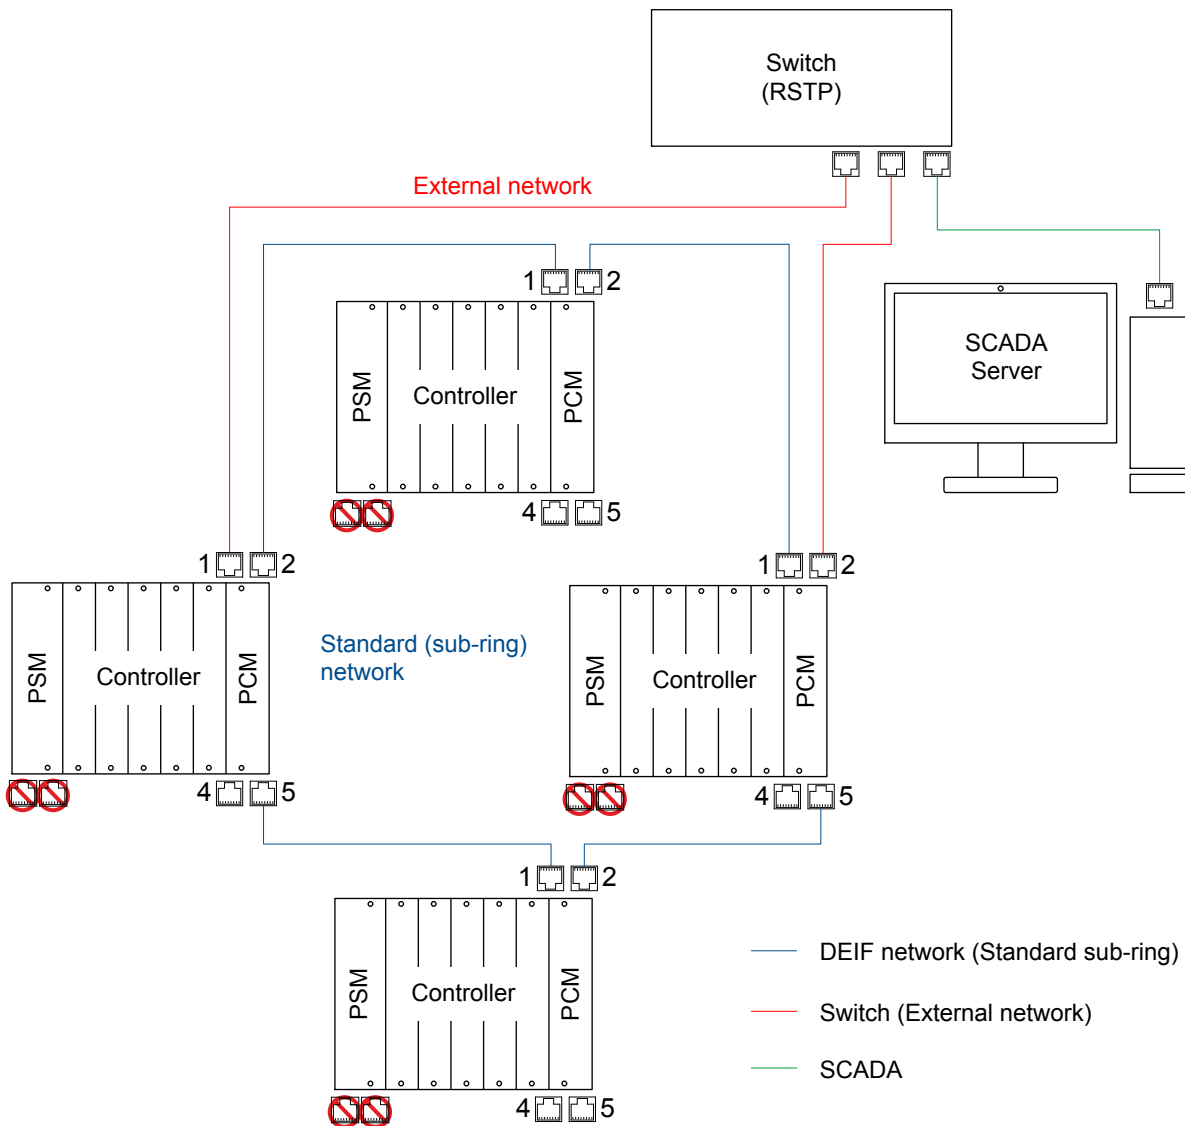 Switch
(RSTP)
External network
1
2
PSM
Controller
PCM
4
5
SCADA
Server
1
2
PSM
Controller
PCM
4
5
Standard (sub-ring)
network
1
2
PSM
Controller
PCM
4
5
1
2
PSM
Controller
PCM
4
5
DEIF network (Standard sub-ring)
Switch (External network)
SCADA